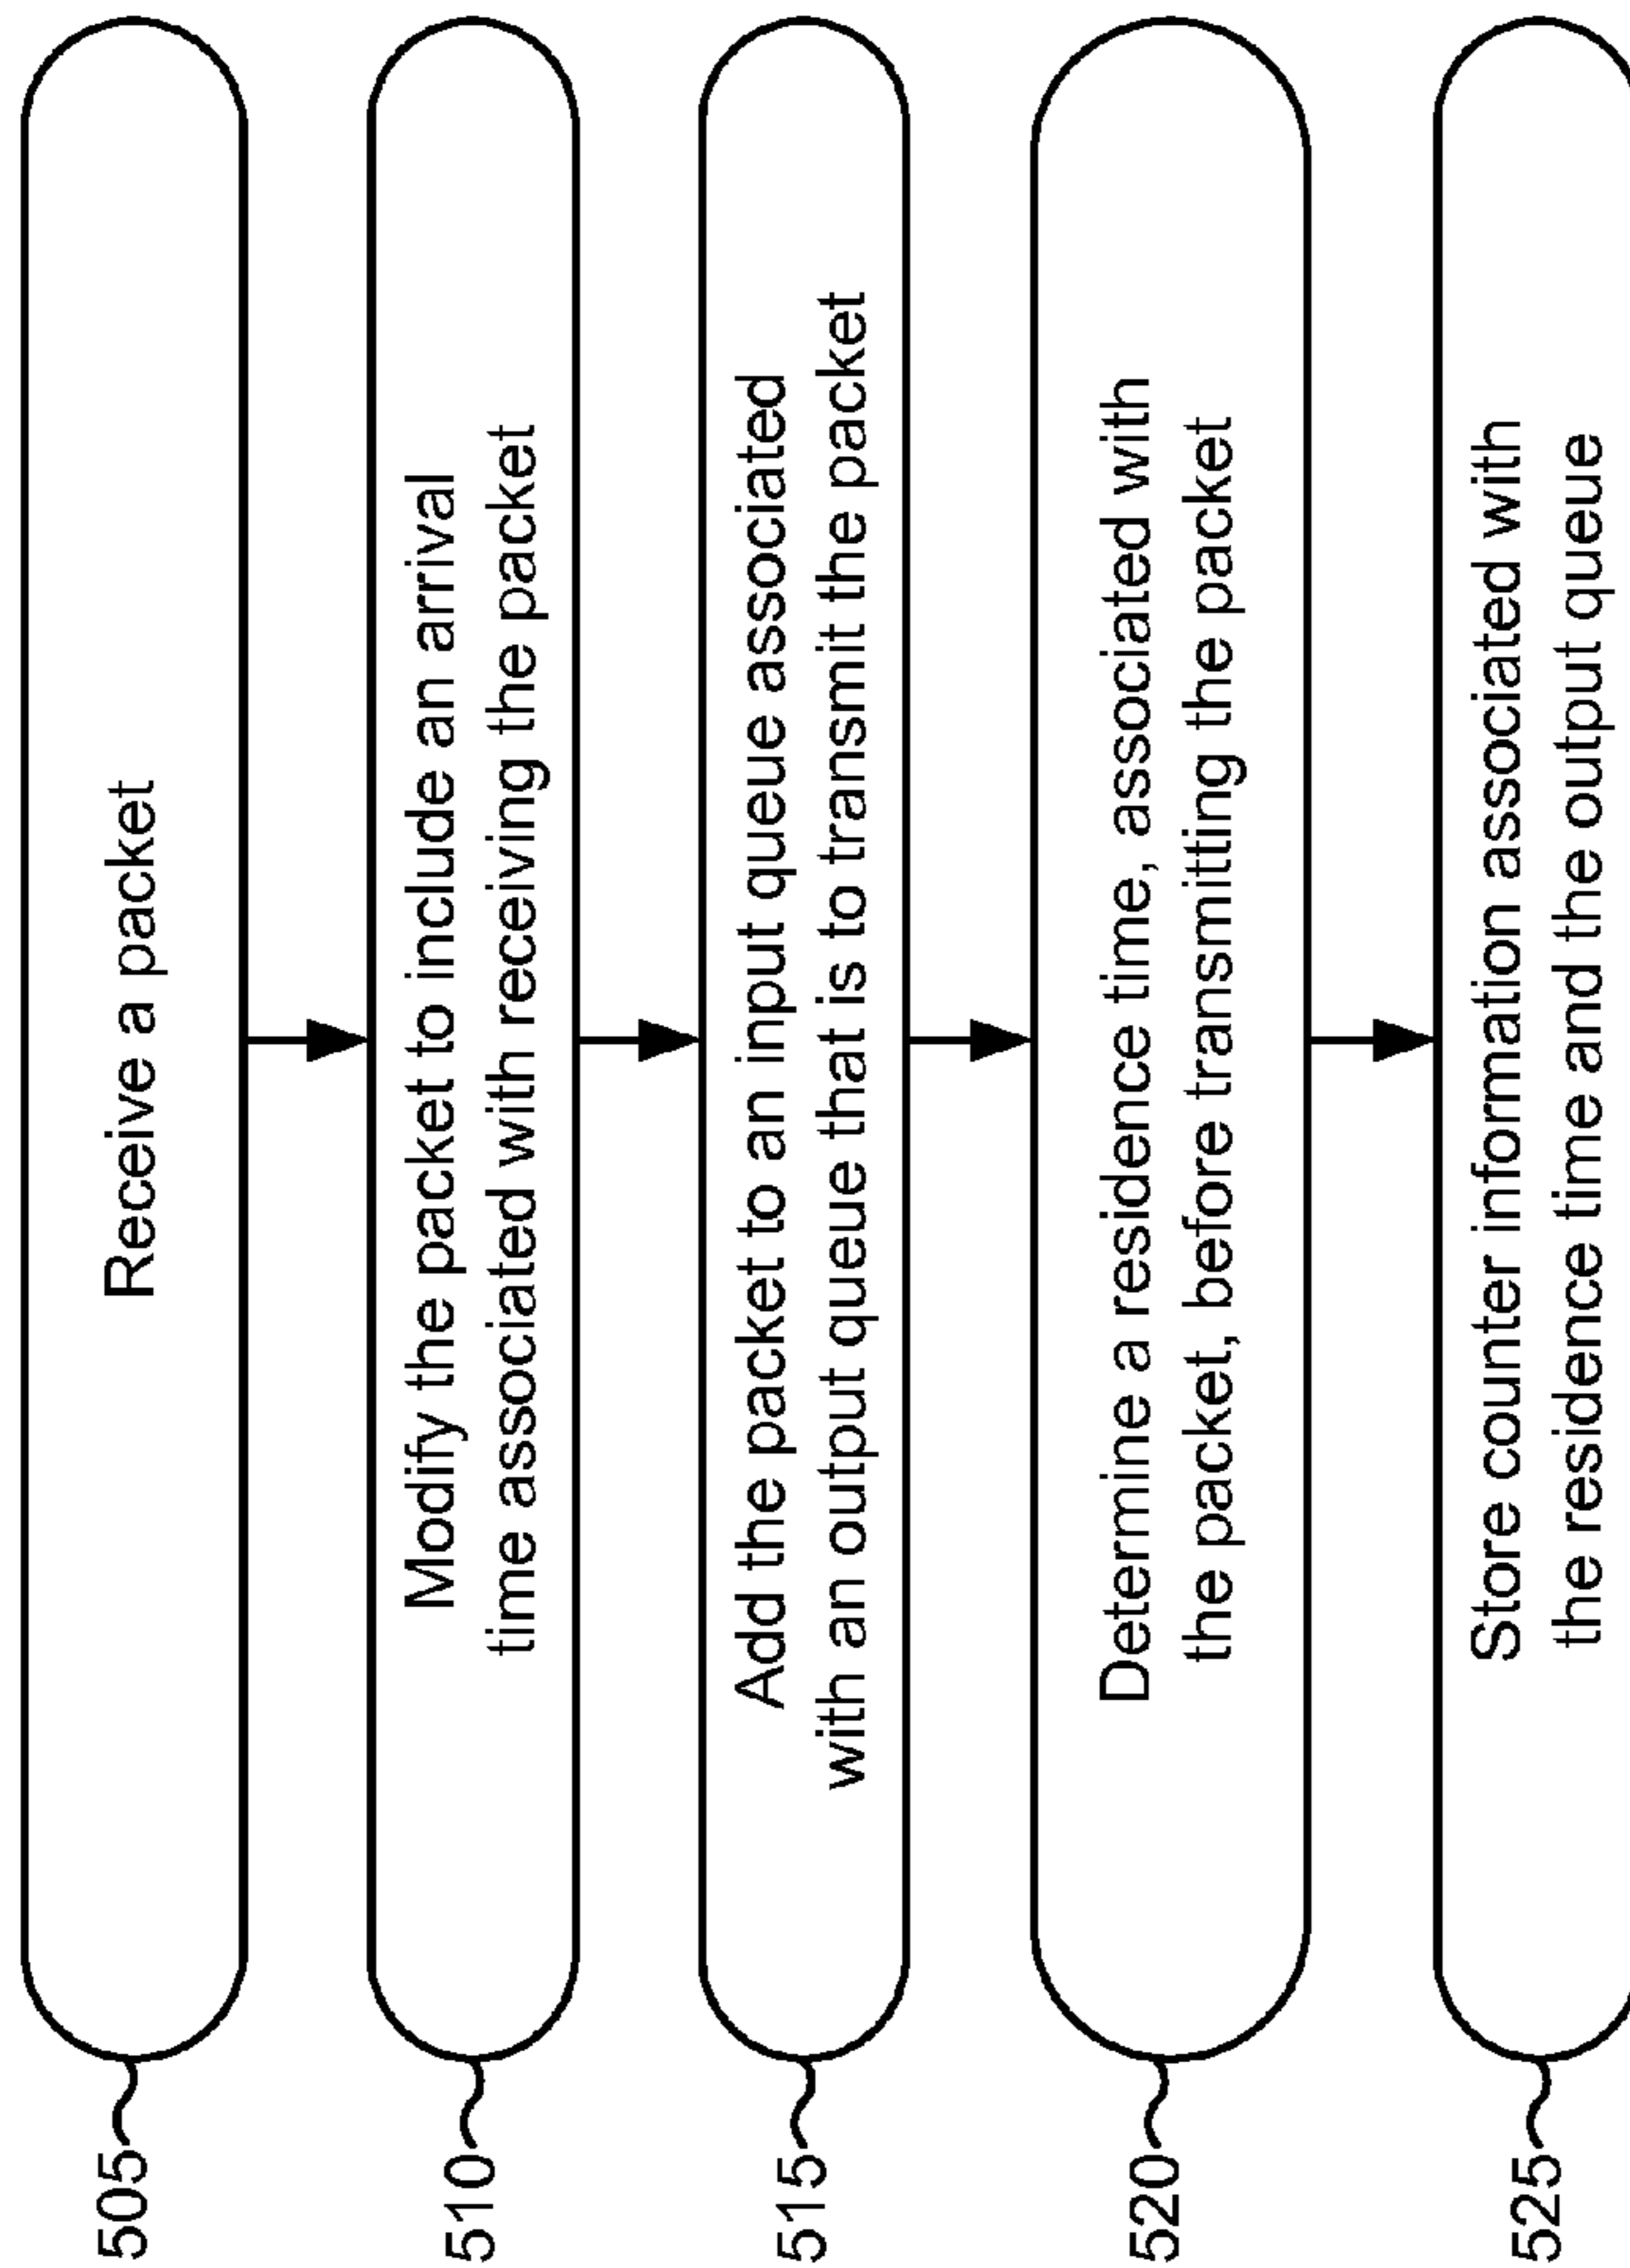 505
Receive a packet
510
Modify the packet to include an arrival
time associated with receiving the packet
515
Add the packet to an input queue associated
with an output queue that is to transmit the packet
520
Determine a residence time, associated with
the packet, before transmitting the packet
525
Store counter information associated with
the residence time and the output queue